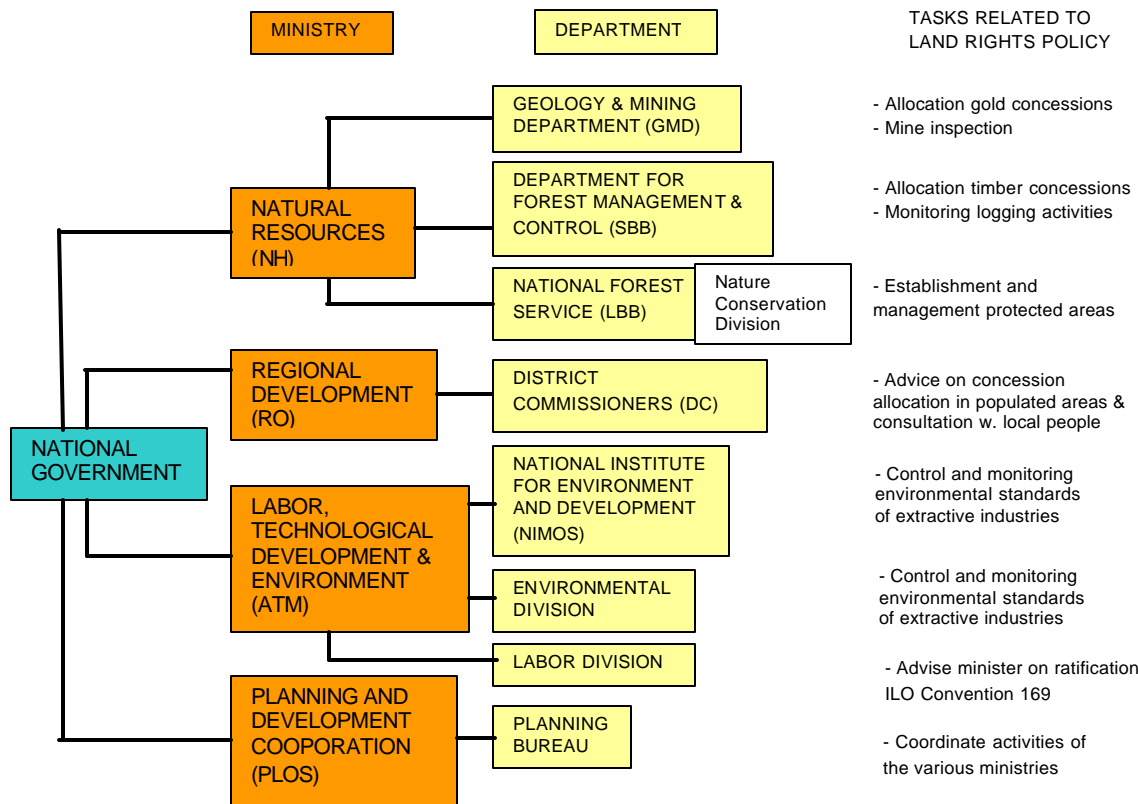 MINISTRY
DEPARTMENT
TASKS RELATED TO
LAND RIGHTS POLICY
NATIONAL
GOVERNMENT
NATURAL
RESOURCES
(NH)
GEOLOGY & MINING
DEPARTMENT (GMD)
- Allocation gold concessions
- Mine inspection
DEPARTMENT FOR
FOREST MANAGEMENT &
CONTROL (SBB)
- Allocation timber concessions
- Monitoring logging activities
NATIONAL FOREST
SERVICE (LBB)
Nature
Conservation
Division
- Establishment and
management protected areas
REGIONAL
DEVELOPMENT
(RO)
DISTRICT
COMMISSIONERS (DC)
- Advice on concession
allocation in populated areas &
consultation w. local people
LABOR,
TECHNOLOGICAL
DEVELOPMENT &
ENVIRONMENT
(ATM)
NATIONAL INSTITUTE
FOR ENVIRONMENT
AND DEVELOPMENT
(NIMOS)
- Control and monitoring
environmental standards
of extractive industries
ENVIRONMENTAL
DIVISION
- Control and monitoring
environmental standards
of extractive industries
LABOR DIVISION
- Advise minister on ratification
ILO Convention 169
PLANNING AND
DEVELOPMENT
COOPORATION
(PLOS)
PLANNING
BUREAU
- Coordinate activities of
the various ministries